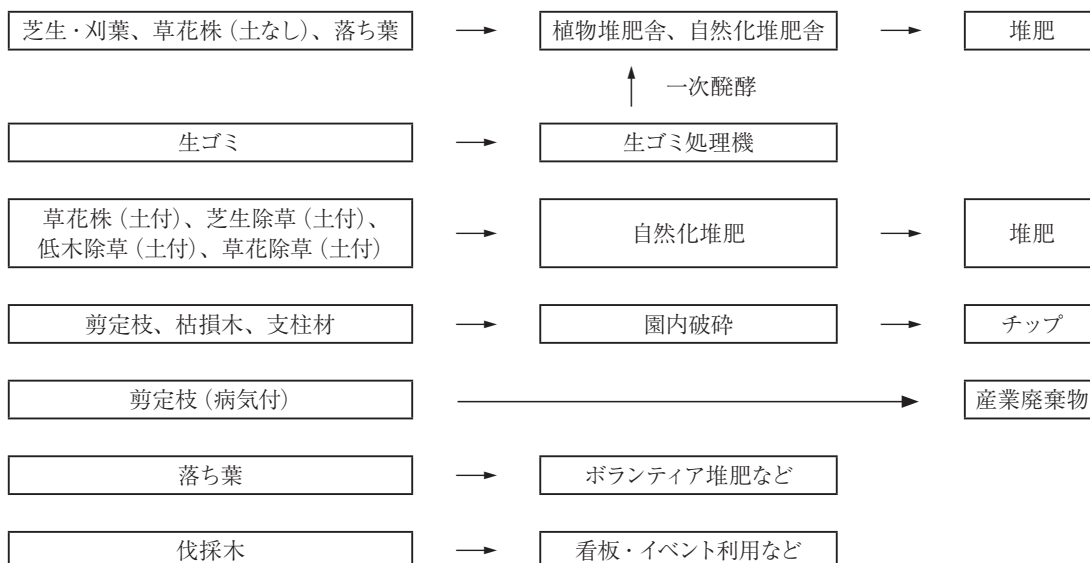 芝生・刈葉、草花株（土なし）、落ち葉
植物堆肥舎、自然化堆肥舎
堆肥
一次醗酵
生ゴミ
生ゴミ処理機
草花株（土付）、芝生除草（土付）、
低木除草（土付）、草花除草（土付）
自然化堆肥
堆肥
剪定枝、枯損木、支柱材
園内破砕
チップ
剪定枝（病気付）
産業廃棄物
落ち葉
ボランティア堆肥など
伐採木
看板・イベント利用など